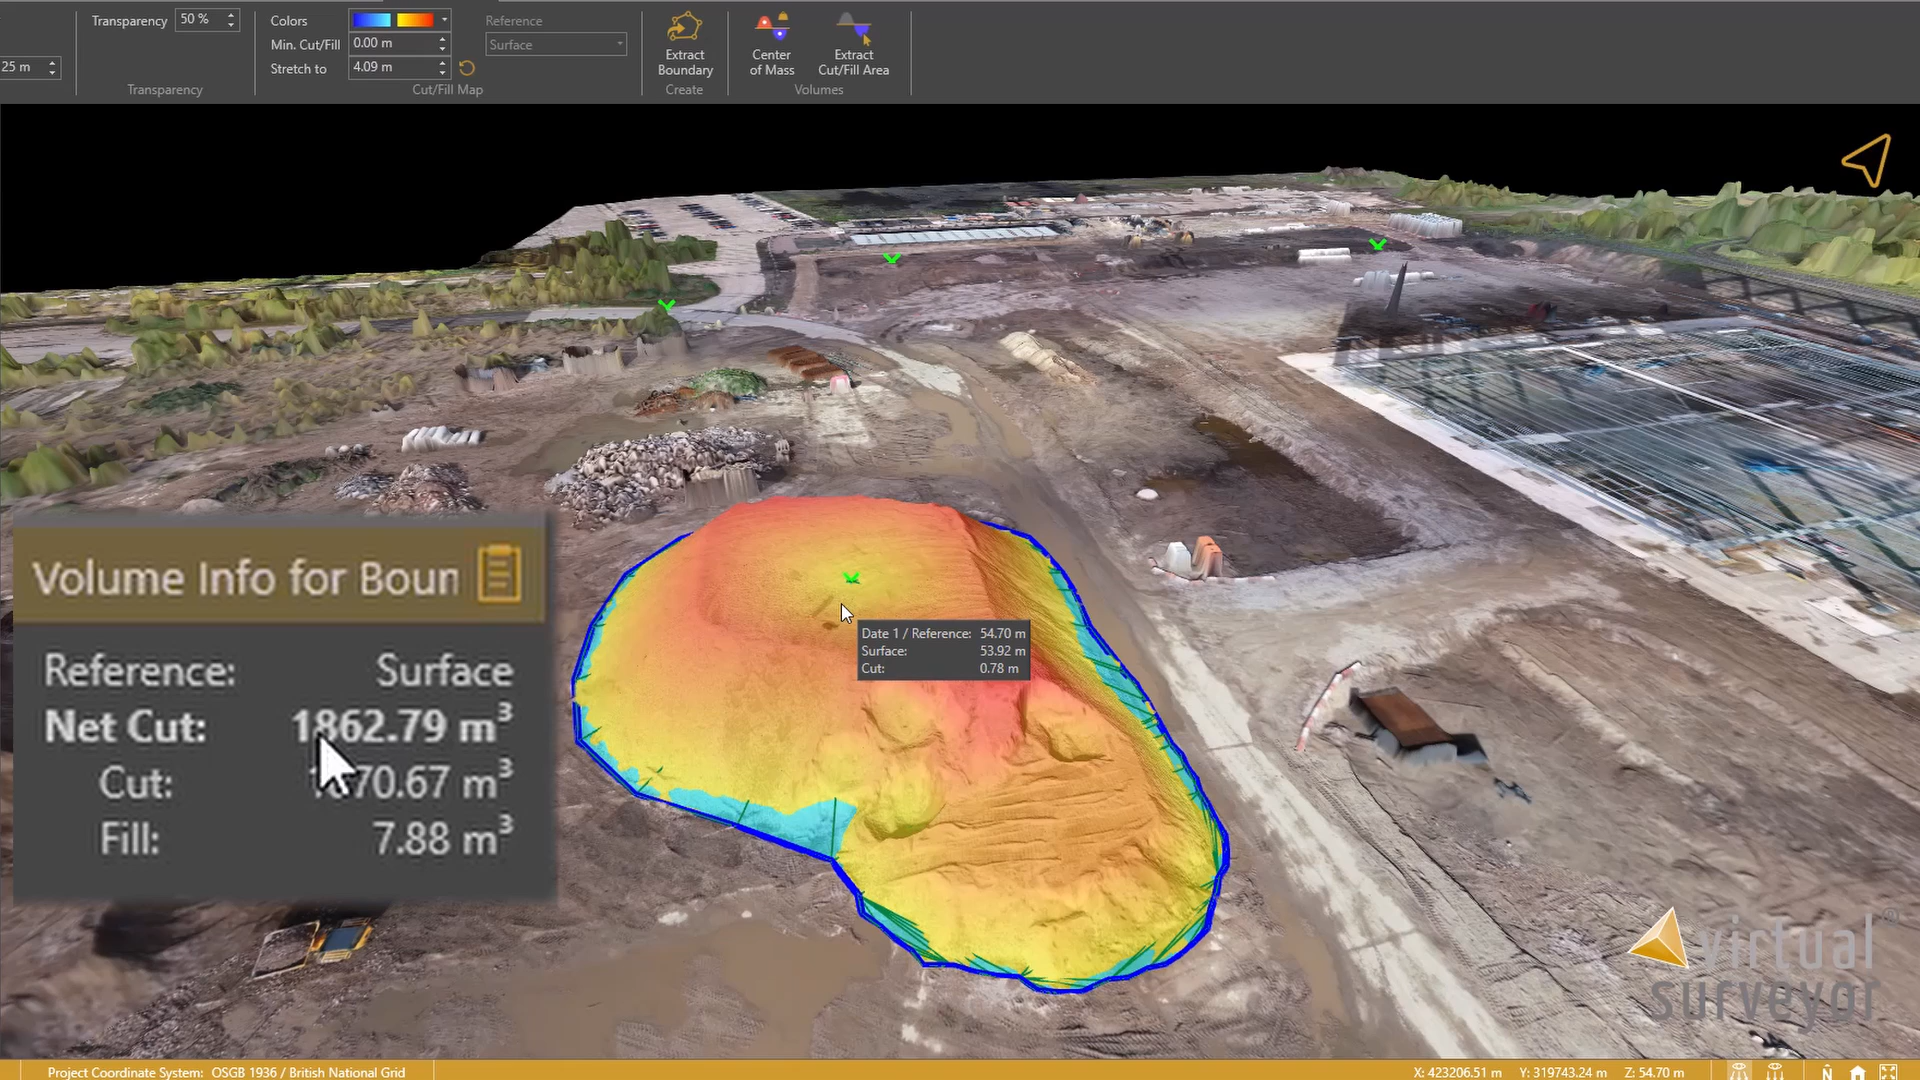 Transparency 50 %
25 m
Transparency
Colors
Min. Cut/Fill 0.00 m
Stretch to 4.09 m
Cut/Fill Map
Reference
Surface
Extract
Boundary
Create
Center
of Mass
Extract
Cut/Fill Area
Volumes
Volume Info for Boun
Reference: Surface
Net Cut: 1862.79 m³
Cut: 70.67 m³
Fill: 7.88 m³
Date 1 / Reference: 54.70 m
Surface: 53.92 m
Cut: 0.78 m
virtual
surveyor
Project Coordinate System: OSGB 1936 / British National Grid
X: 423206.51 m Y: 319743.24 m Z: 54.70 m
N